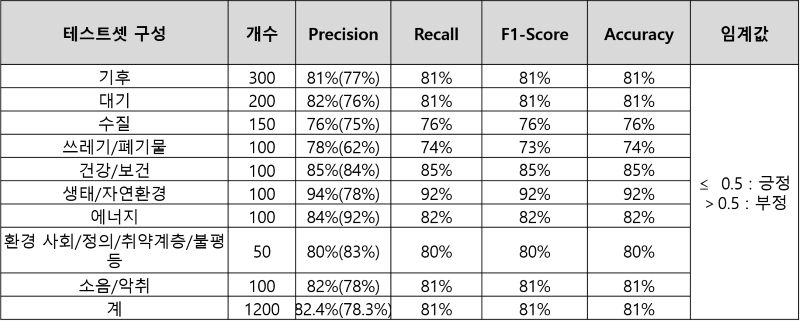 테스트셋 구성 개수 Precision Recall F1-Score Accuracy 임계값
기후 300 81%(77%) 81% 81% 81%
대기 200 82%(76%) 81% 81% 81%
수질 150 76%(75%) 76% 76% 76%
쓰레기/폐기물 100 78%(62%) 74% 73% 74%
건강/보건 100 85%(84%) 85% 85% 85%
생태/자연환경 100 94%(78%) 92% 92% 92%
에너지 100 84%(92%) 82% 82% 82%
환경 사회/정의/취약계층/불평
등 50 80%(83%) 80% 80% 80%
소음/악취 100 82%(78%) 81% 81% 81%
계 1200 82.4%(78.3%) 81% 81% 81%
≤ 0.5 : 긍정
> 0.5 : 부정